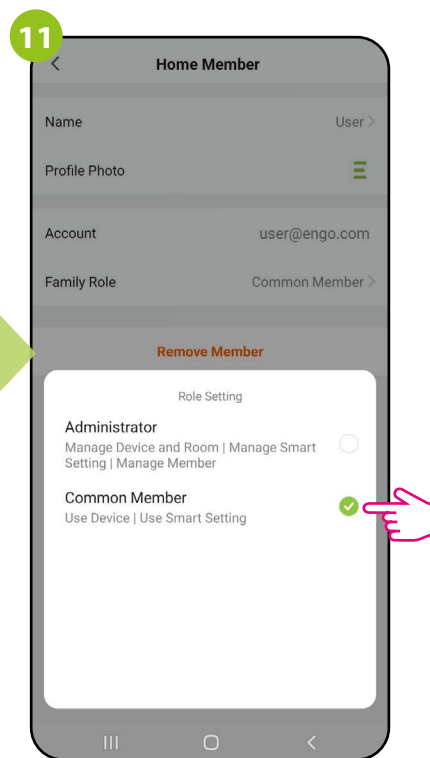 11
Home Member
Name User
Profile Photo
Account user@engo.com
Family Role Common Member
Remove Member
Role Setting
Administrator
Manage Device and Room | Manage Smart
Setting | Manage Member
Common Member
Use Device | Use Smart Setting